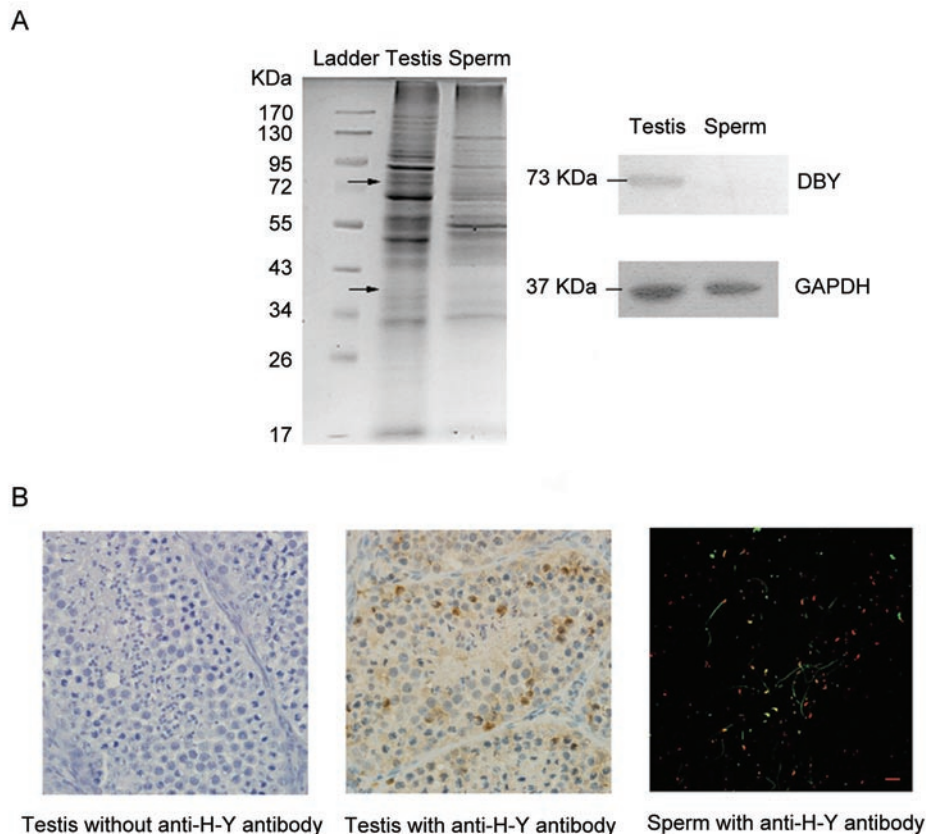 A
Ladder Testis Sperm
KDa
170
130
95
72
55
43
34
26
17
Testis Sperm
73 KDa
DBY
37 KDa
GAPDH
B
Testis without anti-H-Y antibody
Testis with anti-H-Y antibody
Sperm with anti-H-Y antibody